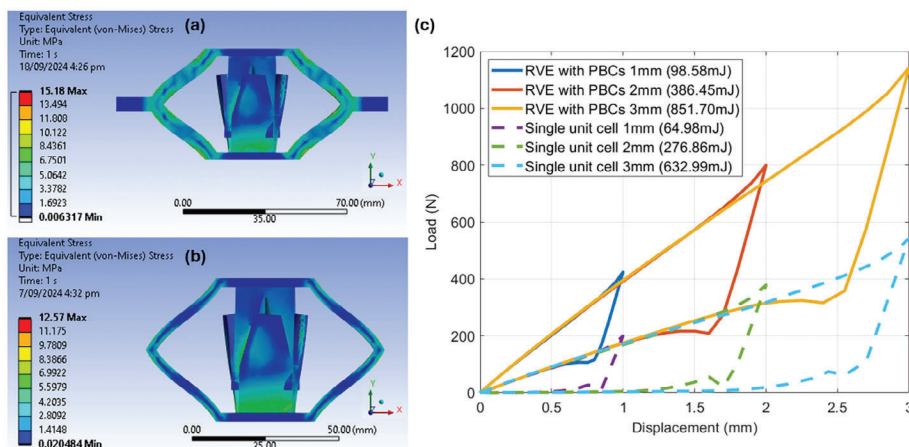 Equivalent Stress
Type: Equivalent (von-Mises) Stress
Unit: MPa
Time: 1 s
18/09/2024 4:26 pm
(a)
15.18 Max
13.494
11.808
10.122
8.4361
6.7501
5.0642
3.3782
1.6923
0.006317 Min
Y
X
Z
0.00
70.00 (mm)
35.00
Equivalent Stress
Type: Equivalent (von-Mises) Stress
Unit: MPa
Time: 1 s
7/09/2024 4:32 pm
(b)
12.57 Max
11.175
9.7809
8.3866
6.9922
5.5979
4.2035
2.8092
1.4148
0.020484 Min
Y
X
Z
0.00
50.00 (mm)
25.00
(c)
1200
1000
800
600
400
200
0
Load (N)
RVE with PBCs 1mm (98.58mJ)
RVE with PBCs 2mm (386.45mJ)
RVE with PBCs 3mm (851.70mJ)
Single unit cell 1mm (64.98mJ)
Single unit cell 2mm (276.86mJ)
Single unit cell 3mm (632.99mJ)
0 0.5 1 1.5 2 2.5 3
Displacement (mm)